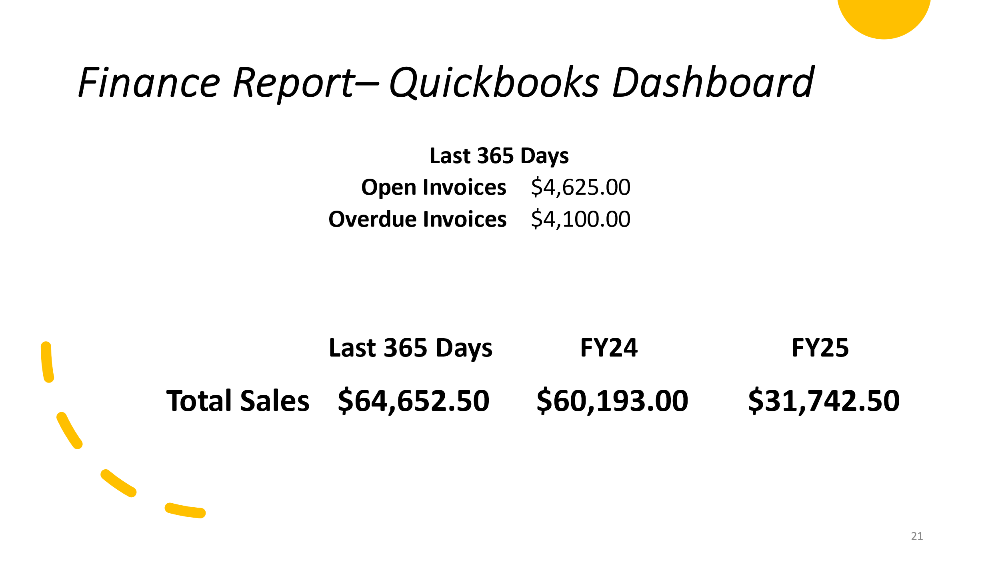 Finance Report–Quickbooks Dashboard
Last 365 Days
Open Invoices $4,625.00
Overdue Invoices $4,100.00
Last 365 Days FY24 FY25
Total Sales $64,652.50 $60,193.00 $31,742.50
21